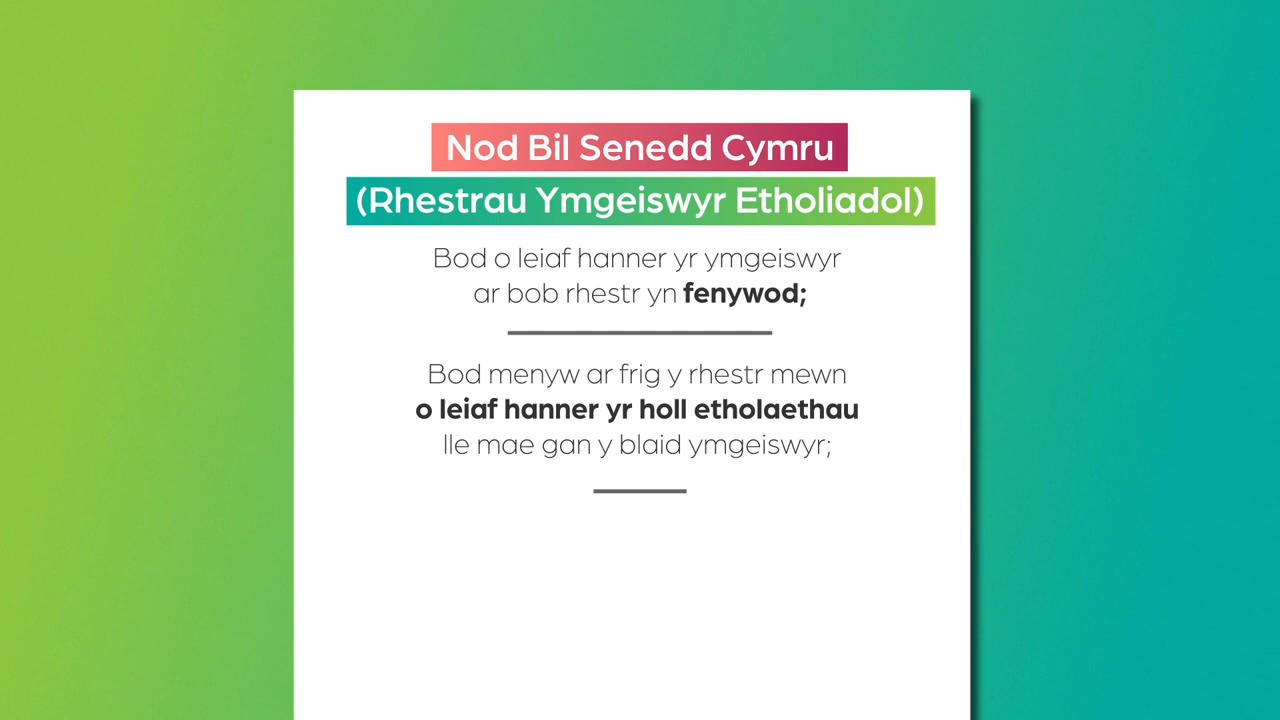 Nod Bil Senedd Cymru
(Rhestrau Ymgeiswyr Etholiadol)
Bod o leiaf hanner yr ymgeiswyr
ar bob rhestr yn fenywod;
Bod menyw ar frig y rhestr mewn
o leiaf hanner yr holl etholaethau
lle mae gan y blaid ymgeiswyr;